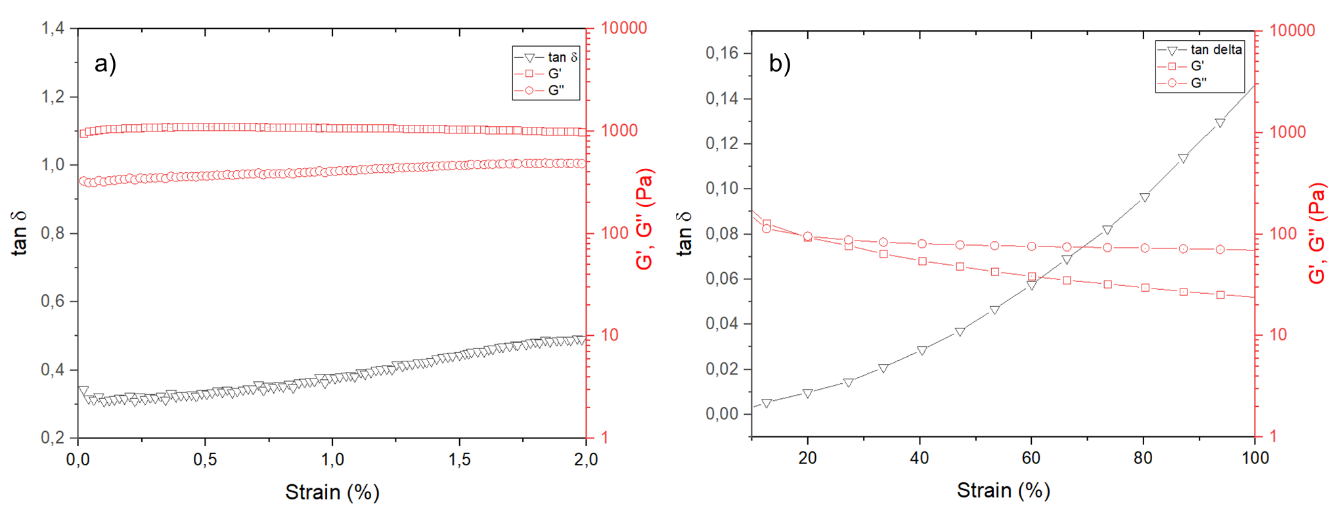 a)
tan δ
G'
G''
1,4
1,2
1,0
0,8
0,6
0,4
0,2
tan δ
0,0
0,5
1,0
1,5
2,0
Strain (%)
10000
1000
100
10
1
G', G'' (Pa)
b)
tan delta
G'
G''
0,16
0,14
0,12
0,10
0,08
0,06
0,04
0,02
0,00
tan δ
20
40
60
80
100
Strain (%)
10000
1000
100
10
1
G', G'' (Pa)